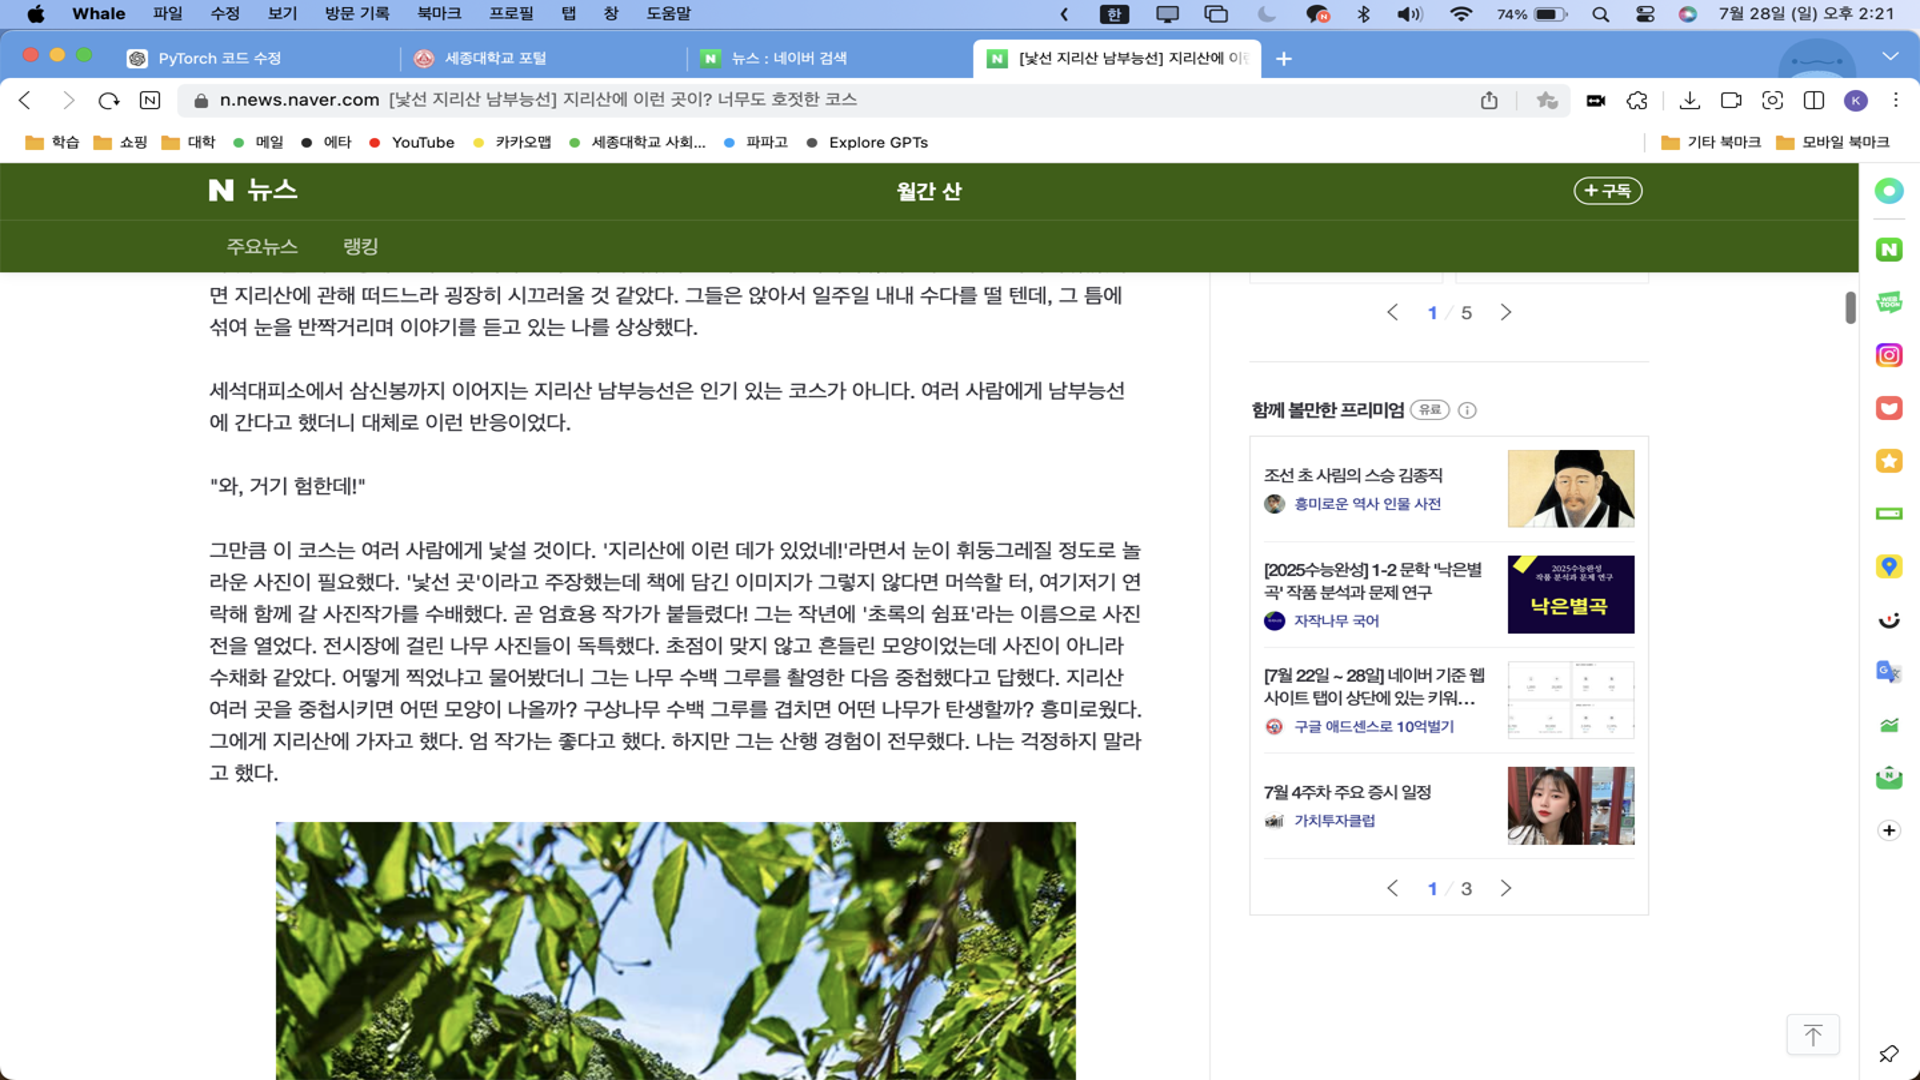 Whale 파일 수정 보기 방문 기록 북마크 프로필 탭 창 도움말 한 74% 7월 28일 (일) 오후 2:21
PyTorch 코드 수정 세종대학교 포털 뉴스 : 네이버 검색 [낯선 지리산 남부능선] 지리산에 이런
n.news.naver.com [낯선 지리산 남부능선] 지리산에 이런 곳이? 너무도 호젓한 코스
학습 쇼핑 대학 메일 에타 YouTube 카카오맵 세종대학교 사회... 파파고 Explore GPTs 기타 북마크 모바일 북마크
N 뉴스 월간 산 + 구독
주요뉴스 랭킹
면 지리산에 관해 떠드느라 굉장히 시끄러울 것 같았다. 그들은 앉아서 일주일 내내 수다를 떨 텐데, 그 틈에
섞여 눈을 반짝거리며 이야기를 듣고 있는 나를 상상했다.
세석대피소에서 삼신봉까지 이어지는 지리산 남부능선은 인기 있는 코스가 아니다. 여러 사람에게 남부능선
에 간다고 했더니 대체로 이런 반응이었다.
"와, 거기 험한데!"
그만큼 이 코스는 여러 사람에게 낯설 것이다. '지리산에 이런 데가 있었네!'라면서 눈이 휘둥그레질 정도로 놀
라운 사진이 필요했다. '낯선 곳'이라고 주장했는데 책에 담긴 이미지가 그렇지 않다면 머쓱할 터, 여기저기 연
락해 함께 갈 사진작가를 수배했다. 곧 엄효용 작가가 붙들렸다! 그는 작년에 '초록의 쉼표'라는 이름으로 사진
전을 열었다. 전시장에 걸린 나무 사진들이 독특했다. 초점이 맞지 않고 흔들린 모양이었는데 사진이 아니라
수채화 같았다. 어떻게 찍었냐고 물어봤더니 그는 나무 수백 그루를 촬영한 다음 중첩했다고 답했다. 지리산
여러 곳을 중첩시키면 어떤 모양이 나올까? 구상나무 수백 그루를 겹치면 어떤 나무가 탄생할까? 흥미로웠다.
그에게 지리산에 가자고 했다. 엄 작가는 좋다고 했다. 하지만 그는 산행 경험이 전무했다. 나는 걱정하지 말라
고 했다.
1 / 5
함께 볼만한 프리미엄 유료
조선 초 사림의 스승 김종직
흥미로운 역사 인물 사전
[2025수능완성] 1-2 문학 '낙은별
곡' 작품 분석과 문제 연구
자작나무 국어
2025수능완성
작품 분석과 문제 연구
낙은별곡
[7월 22일 ~ 28일] 네이버 기준 웹
사이트 탭이 상단에 있는 키워...
구글 애드센스로 10억벌기
7월 4주차 주요 증시 일정
가치투자클럽
1 / 3
K
N
WEB
TOON